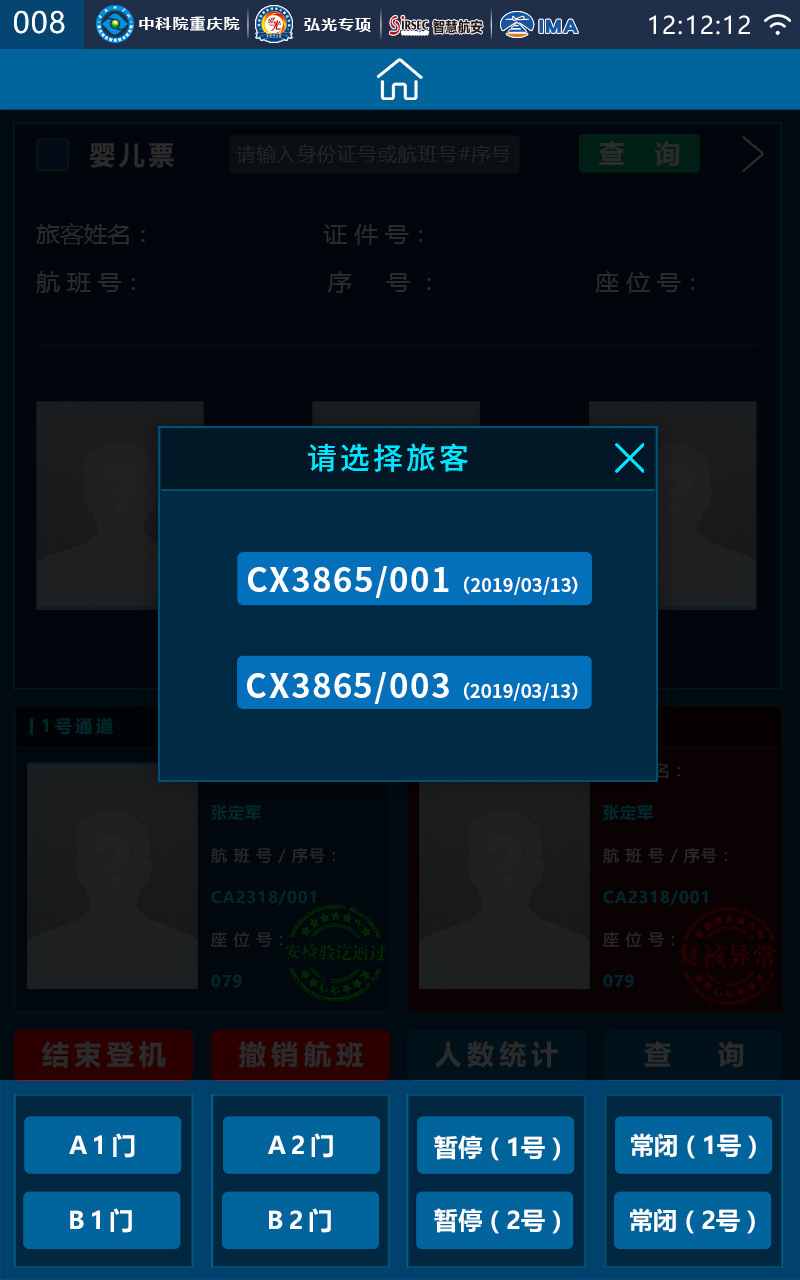 008 中科院重庆院 弘光专项 SiRSEC 智慧航安 IMA 12:12:12
婴儿票 请输入身份证号或航班号#序号 查 询
旅客姓名： 证件号：
航班号： 序 号： 座位号：
请选择旅客
CX3865/001 (2019/03/13)
CX3865/003 (2019/03/13)
1号通道
名：
张定军 张定军
航班号/序号： 航班号/序号：
CA2318/001 CA2318/001
座位号： 座位号：
安检验讫通过 复核异常
079 079
结束登机 撤销航班 人数统计 查 询
A1门 A2门 暂停（1号） 常闭（1号）
B1门 B2门 暂停（2号） 常闭（2号）